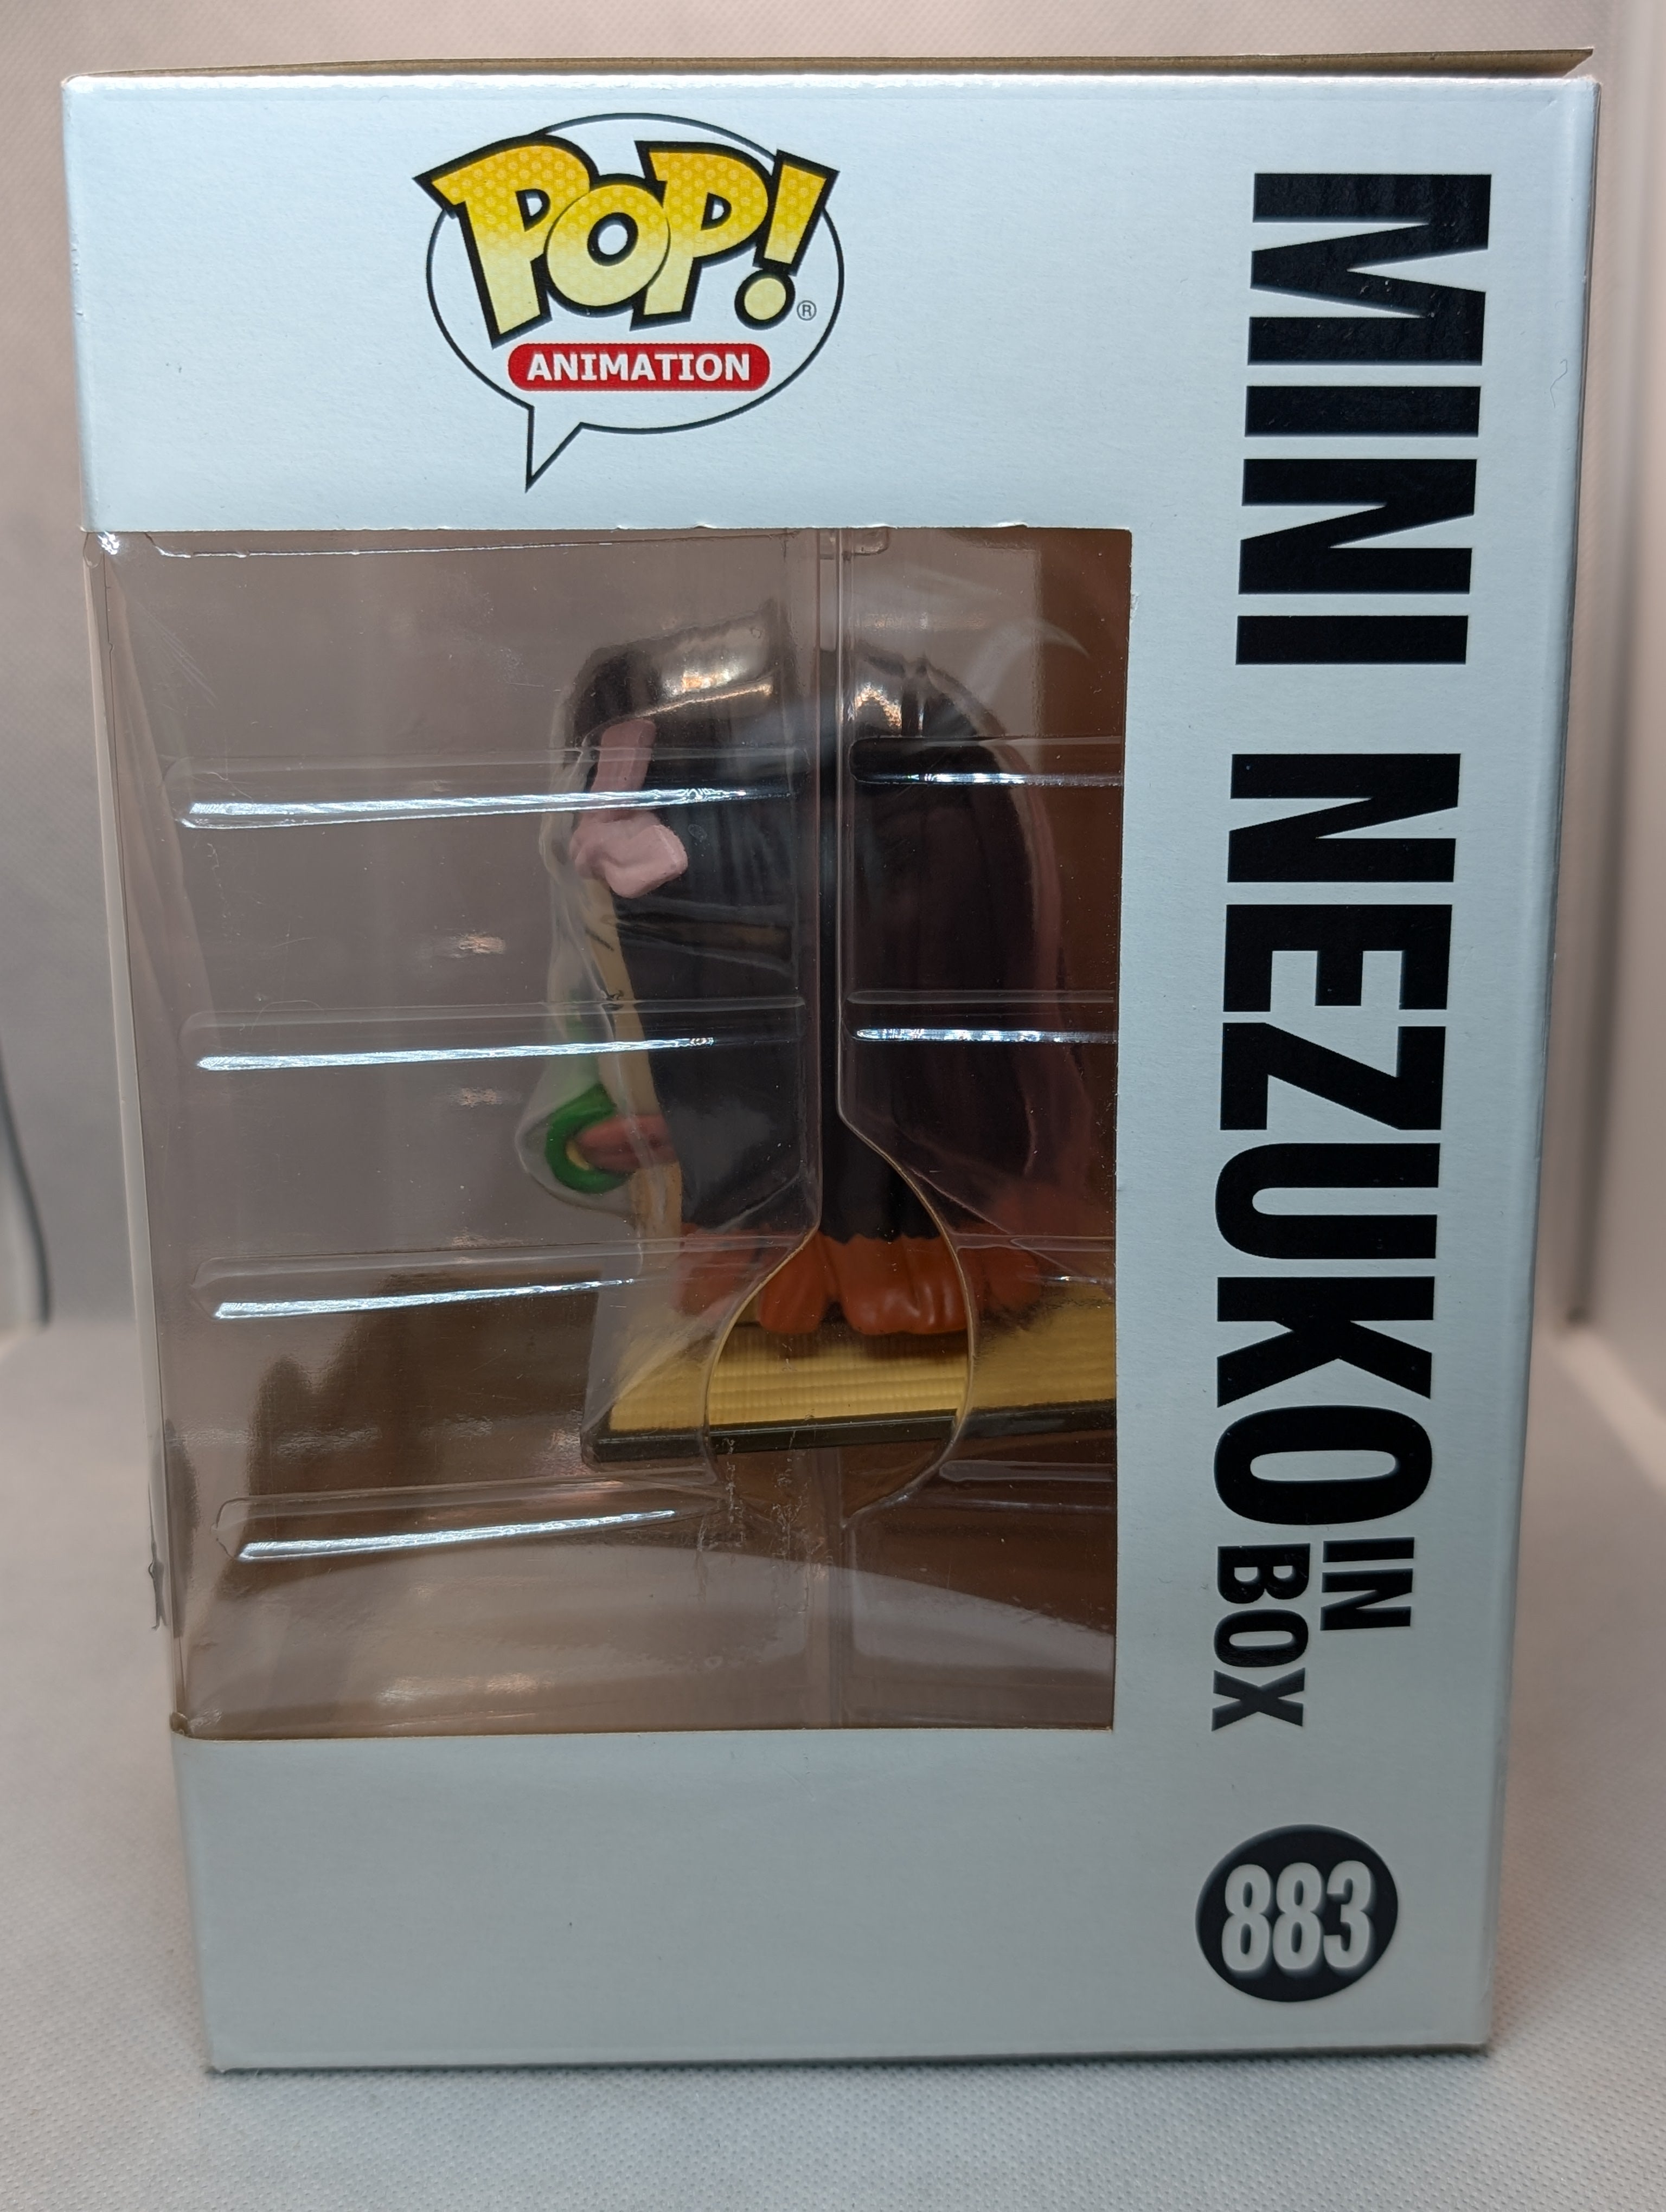 POP!®
ANIMATION
MINI NEZUKO IN BOX
883